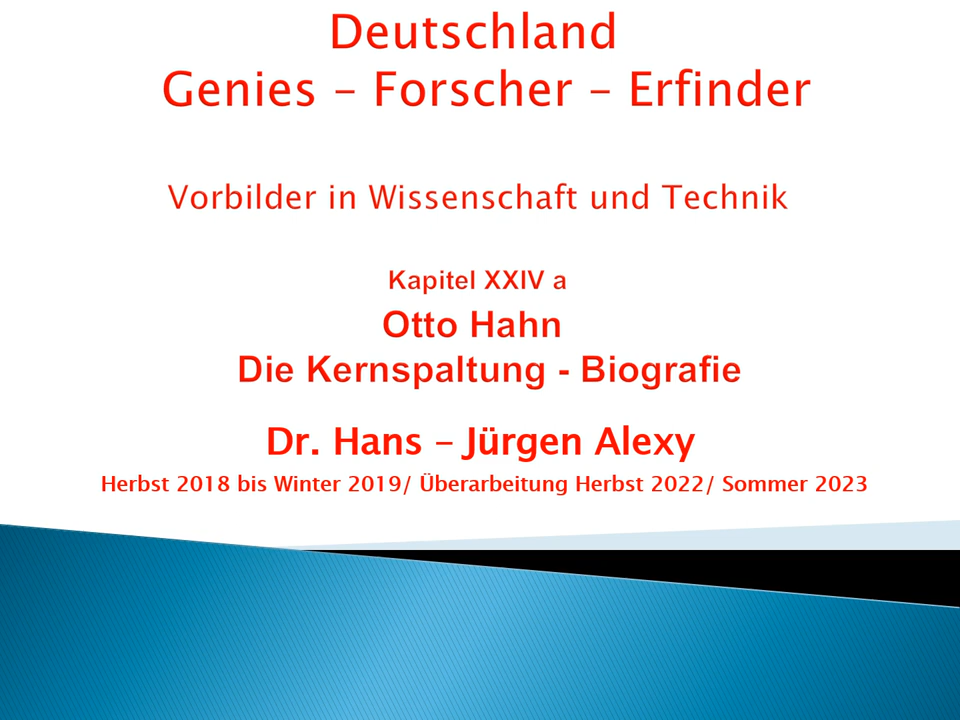 Deutschland
Genies – Forscher – Erfinder
Vorbilder in Wissenschaft und Technik
Kapitel XXIV a
Otto Hahn
Die Kernspaltung - Biografie
Dr. Hans – Jürgen Alexy
Herbst 2018 bis Winter 2019/ Überarbeitung Herbst 2022/ Sommer 2023